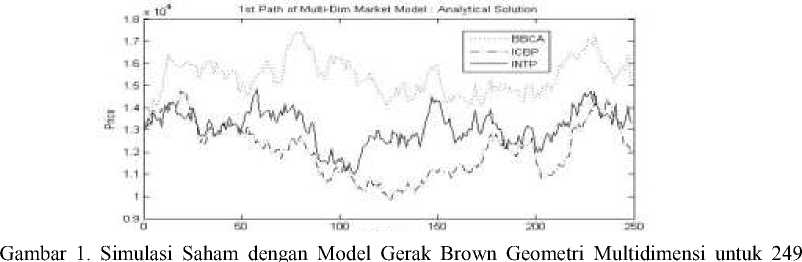 1st Path of Multi-Dim Market Model : Analytical Solution
1.8
1.7
1.6
1.5
1.4
1.3
1.2
1.1
1
0.9
Price
BBCA
ICBP
INTP
0 50 100 150 200 250
Gambar 1. Simulasi Saham dengan Model Gerak Brown Geometri Multidimensi untuk 249